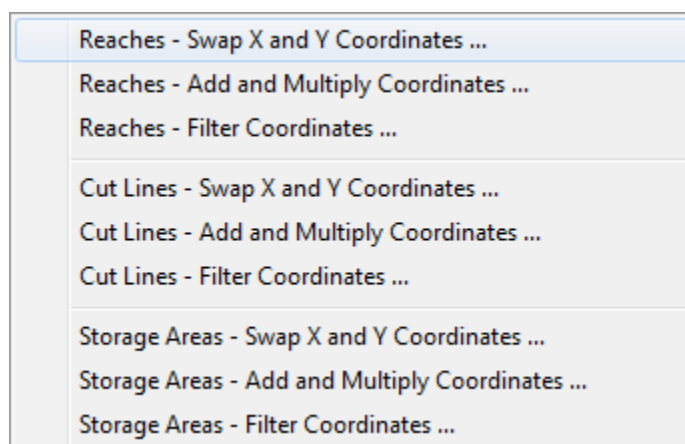 Reaches - Swap X and Y Coordinates ...
Reaches - Add and Multiply Coordinates ...
Reaches - Filter Coordinates ...
Cut Lines - Swap X and Y Coordinates ...
Cut Lines - Add and Multiply Coordinates ...
Cut Lines - Filter Coordinates ...
Storage Areas - Swap X and Y Coordinates ...
Storage Areas - Add and Multiply Coordinates ...
Storage Areas - Filter Coordinates ...